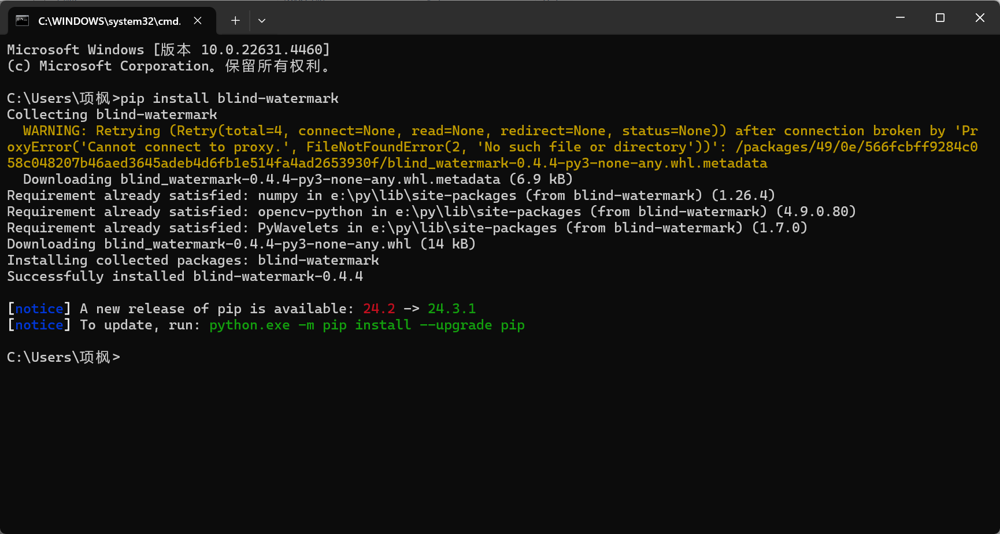 C:\WINDOWS\system32\cmd.
Microsoft Windows [版本 10.0.22631.4460]
(c) Microsoft Corporation。保留所有权利。
C:\Users\项枫>pip install blind-watermark
Collecting blind-watermark
  WARNING: Retrying (Retry(total=4, connect=None, read=None, redirect=None, status=None)) after connection broken by 'Pr
oxyError('Cannot connect to proxy.', FileNotFoundError(2, 'No such file or directory'))': /packages/49/0e/566fcbff9284c0
58c048207b46aed3645adeb4d6fb1e514fa4ad2653930f/blind_watermark-0.4.4-py3-none-any.whl.metadata
  Downloading blind_watermark-0.4.4-py3-none-any.whl.metadata (6.9 kB)
Requirement already satisfied: numpy in e:\py\lib\site-packages (from blind-watermark) (1.26.4)
Requirement already satisfied: opencv-python in e:\py\lib\site-packages (from blind-watermark) (4.9.0.80)
Requirement already satisfied: PyWavelets in e:\py\lib\site-packages (from blind-watermark) (1.7.0)
Downloading blind_watermark-0.4.4-py3-none-any.whl (14 kB)
Installing collected packages: blind-watermark
Successfully installed blind-watermark-0.4.4
[notice] A new release of pip is available: 24.2 -> 24.3.1
[notice] To update, run: python.exe -m pip install --upgrade pip
C:\Users\项枫>